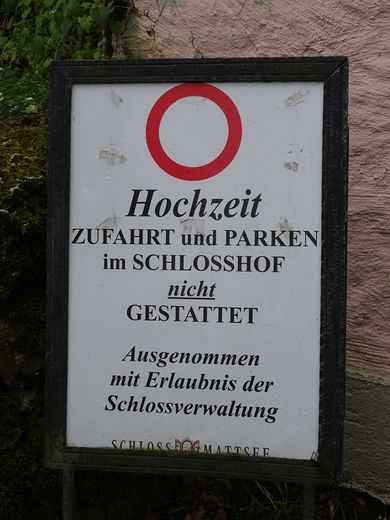 Hochzeit
ZUFAHRT und PARKEN
im SCHLOSSHOF
nicht
GESTATTET
Ausgenommen
mit Erlaubnis der
Schlossverwaltung
SCHLOSS MATTSEE